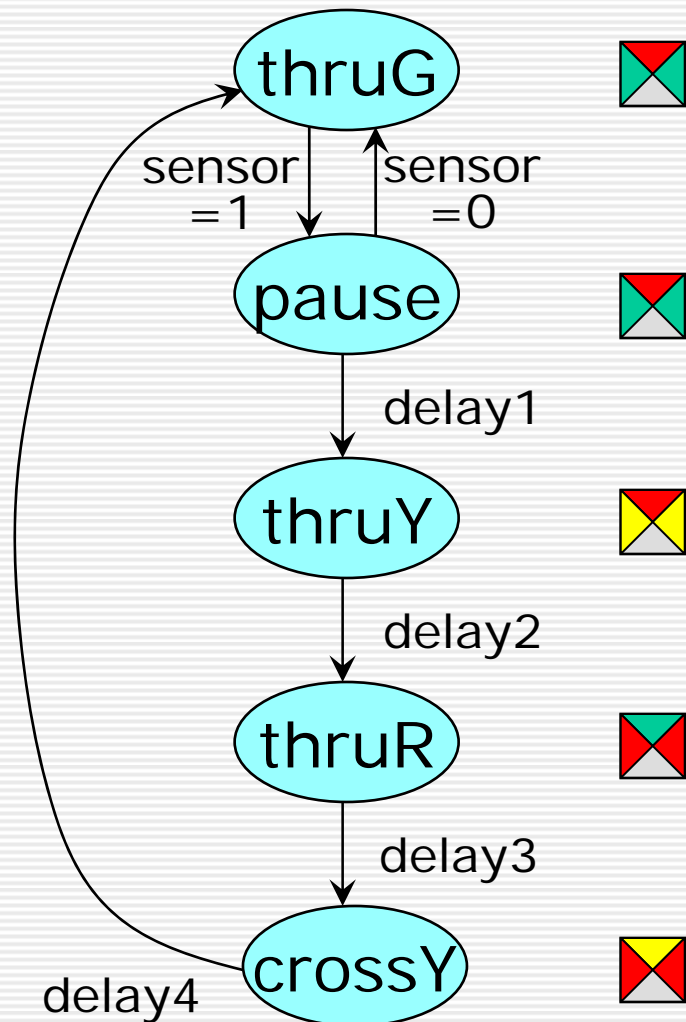 thruG
sensor
=1
sensor
=0
pause
delay1
thruY
delay2
thruR
delay3
crossY
delay4